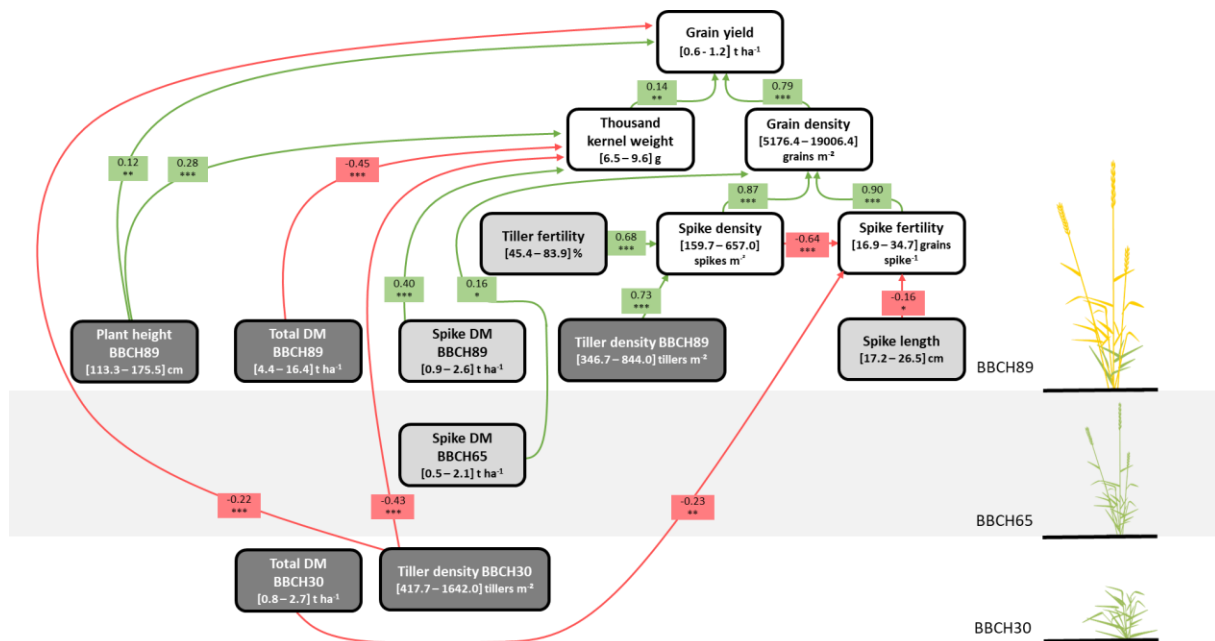 Grain yield
[0.6 - 1.2] t ha⁻¹
0.14
**
0.79
***
Thousand
kernel weight
[6.5 – 9.6] g
Grain density
[5176.4 – 19006.4]
grains m⁻²
0.12
**
0.28
***
-0.45
***
0.87
***
0.90
***
Tiller fertility
[45.4 – 83.9] %
0.68
***
Spike density
[159.7 – 657.0]
spikes m⁻²
-0.64
***
Spike fertility
[16.9 – 34.7] grains
spike⁻¹
0.40
***
0.16
*
0.73
***
-0.16
*
Plant height
BBCH89
[113.3 – 175.5] cm
Total DM
BBCH89
[4.4 – 16.4] t ha⁻¹
Spike DM
BBCH89
[0.9 – 2.6] t ha⁻¹
Tiller density BBCH89
[346.7 – 844.0] tillers m⁻²
Spike length
[17.2 – 26.5] cm
BBCH89
Spike DM
BBCH65
[0.5 – 2.1] t ha⁻¹
-0.22
***
-0.43
***
-0.23
**
BBCH65
Total DM
BBCH30
[0.8 – 2.7] t ha⁻¹
Tiller density BBCH30
[417.7 – 1642.0] tillers m⁻²
BBCH30